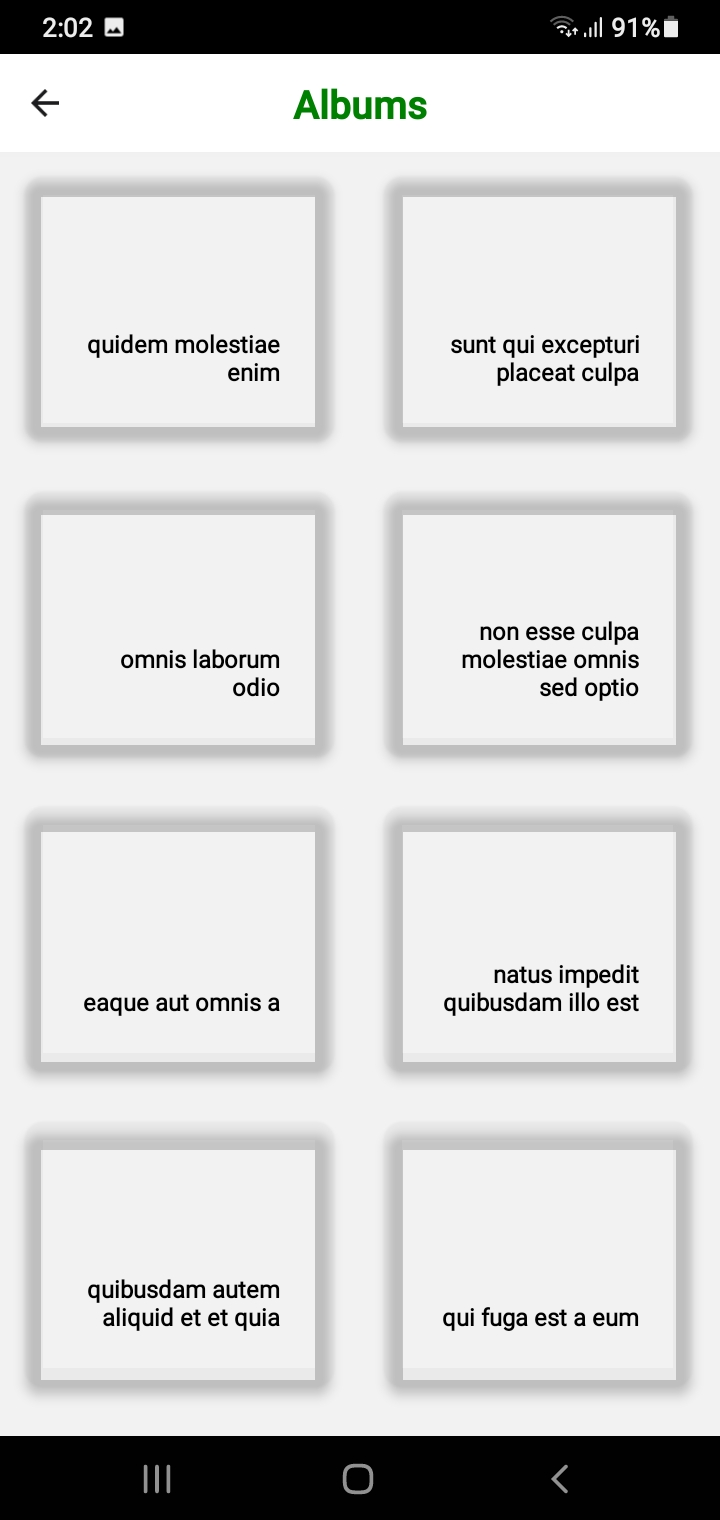 2:02
91%
Albums
quidem molestiae
enim
sunt qui excepturi
placeat culpa
omnis laborum
odio
non esse culpa
molestiae omnis
sed optio
eaque aut omnis a
natus impedit
quibusdam illo est
quibusdam autem
aliquid et et quia
qui fuga est a eum